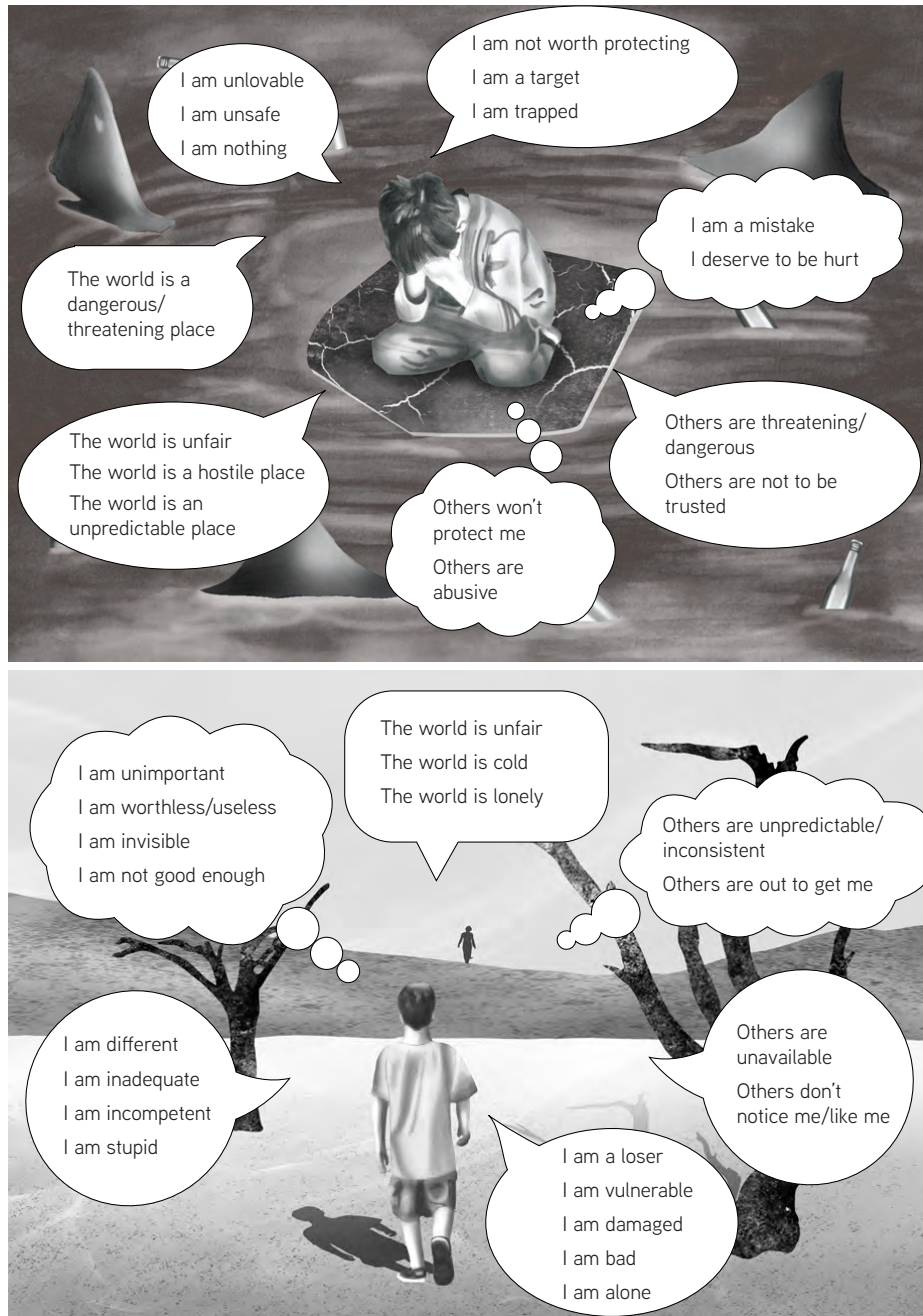 I am unlovable
I am unsafe
I am nothing
I am not worth protecting
I am a target
I am trapped
I am a mistake
I deserve to be hurt
The world is a
dangerous/
threatening place
The world is unfair
The world is a hostile place
The world is an
unpredictable place
Others won't
protect me
Others are
abusive
Others are threatening/
dangerous
Others are not to be
trusted
I am unimportant
I am worthless/useless
I am invisible
I am not good enough
The world is unfair
The world is cold
The world is lonely
Others are unpredictable/
inconsistent
Others are out to get me
I am different
I am inadequate
I am incompetent
I am stupid
Others are
unavailable
Others don't
notice me/like me
I am a loser
I am vulnerable
I am damaged
I am bad
I am alone